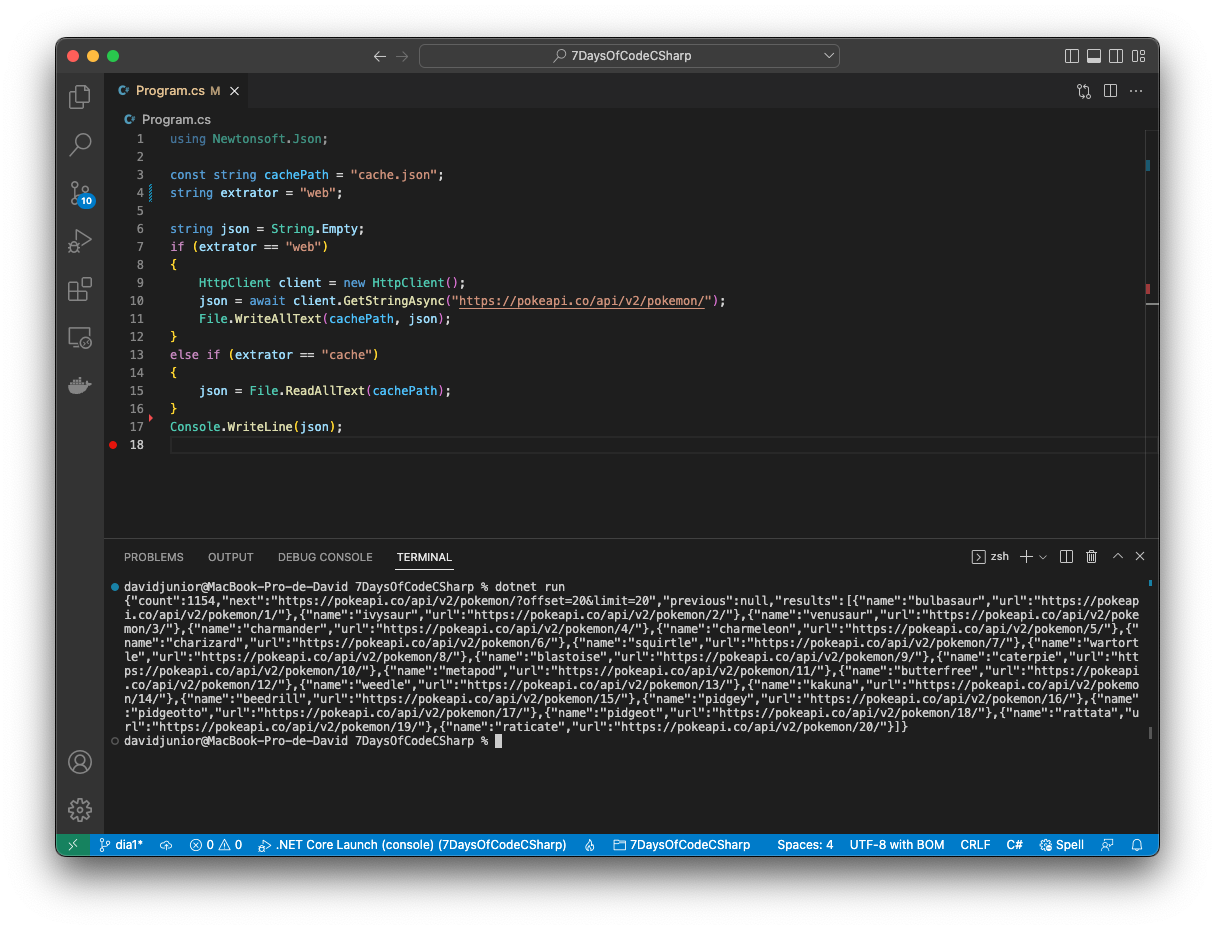 7DaysOfCodeCSharp
C# Program.cs M
C# Program.cs
1 using Newtonsoft.Json;
2
3 const string cachePath = "cache.json";
4 string extrator = "web";
5
6 string json = String.Empty;
7 if (extrator == "web")
8 {
9 HttpClient client = new HttpClient();
10 json = await client.GetStringAsync("https://pokeapi.co/api/v2/pokemon/");
11 File.WriteAllText(cachePath, json);
12 }
13 else if (extrator == "cache")
14 {
15 json = File.ReadAllText(cachePath);
16 }
17 Console.WriteLine(json);
18
10
PROBLEMS OUTPUT DEBUG CONSOLE TERMINAL zsh
davidjunior@MacBook-Pro-de-David 7DaysOfCodeCSharp % dotnet run
{"count":1154,"next":"https://pokeapi.co/api/v2/pokemon/?offset=20&limit=20","previous":null,"results":[{"name":"bulbasaur","url":"https://pokeap
i.co/api/v2/pokemon/1/"},{"name":"ivysaur","url":"https://pokeapi.co/api/v2/pokemon/2/"},{"name":"venusaur","url":"https://pokeapi.co/api/v2/poke
mon/3/"},{"name":"charmander","url":"https://pokeapi.co/api/v2/pokemon/4/"},{"name":"charmeleon","url":"https://pokeapi.co/api/v2/pokemon/5/"},{"
name":"charizard","url":"https://pokeapi.co/api/v2/pokemon/6/"},{"name":"squirtle","url":"https://pokeapi.co/api/v2/pokemon/7/"},{"name":"wartort
le","url":"https://pokeapi.co/api/v2/pokemon/8/"},{"name":"blastoise","url":"https://pokeapi.co/api/v2/pokemon/9/"},{"name":"caterpie","url":"htt
ps://pokeapi.co/api/v2/pokemon/10/"},{"name":"metapod","url":"https://pokeapi.co/api/v2/pokemon/11/"},{"name":"butterfree","url":"https://pokeapi
.co/api/v2/pokemon/12/"},{"name":"weedle","url":"https://pokeapi.co/api/v2/pokemon/13/"},{"name":"kakuna","url":"https://pokeapi.co/api/v2/pokemo
n/14/"},{"name":"beedrill","url":"https://pokeapi.co/api/v2/pokemon/15/"},{"name":"pidgey","url":"https://pokeapi.co/api/v2/pokemon/16/"},{"name"
:"pidgeotto","url":"https://pokeapi.co/api/v2/pokemon/17/"},{"name":"pidgeot","url":"https://pokeapi.co/api/v2/pokemon/18/"},{"name":"rattata","u
rl":"https://pokeapi.co/api/v2/pokemon/19/"},{"name":"raticate","url":"https://pokeapi.co/api/v2/pokemon/20/"}]}
davidjunior@MacBook-Pro-de-David 7DaysOfCodeCSharp %
dia1* 0 0 .NET Core Launch (console) (7DaysOfCodeCSharp) 7DaysOfCodeCSharp Spaces: 4 UTF-8 with BOM CRLF C# Spell